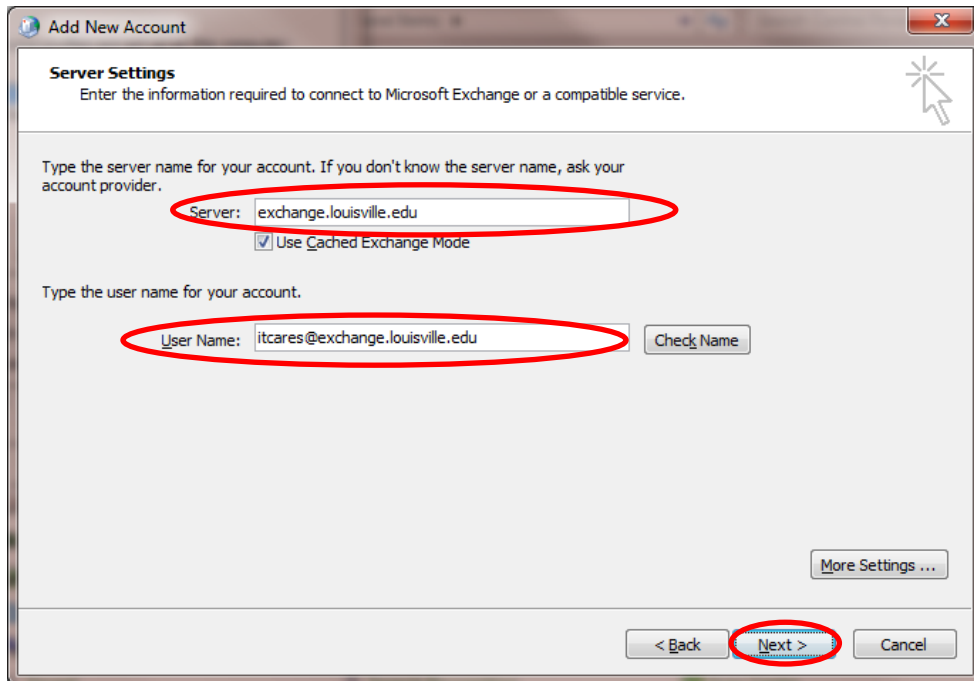 Add New Account
Server Settings
Enter the information required to connect to Microsoft Exchange or a compatible service.
Type the server name for your account. If you don't know the server name, ask your
account provider.
Server: exchange.louisville.edu
Use Cached Exchange Mode
Type the user name for your account.
User Name: itcares@exchange.louisville.edu Check Name
More Settings ...
< Back Next > Cancel